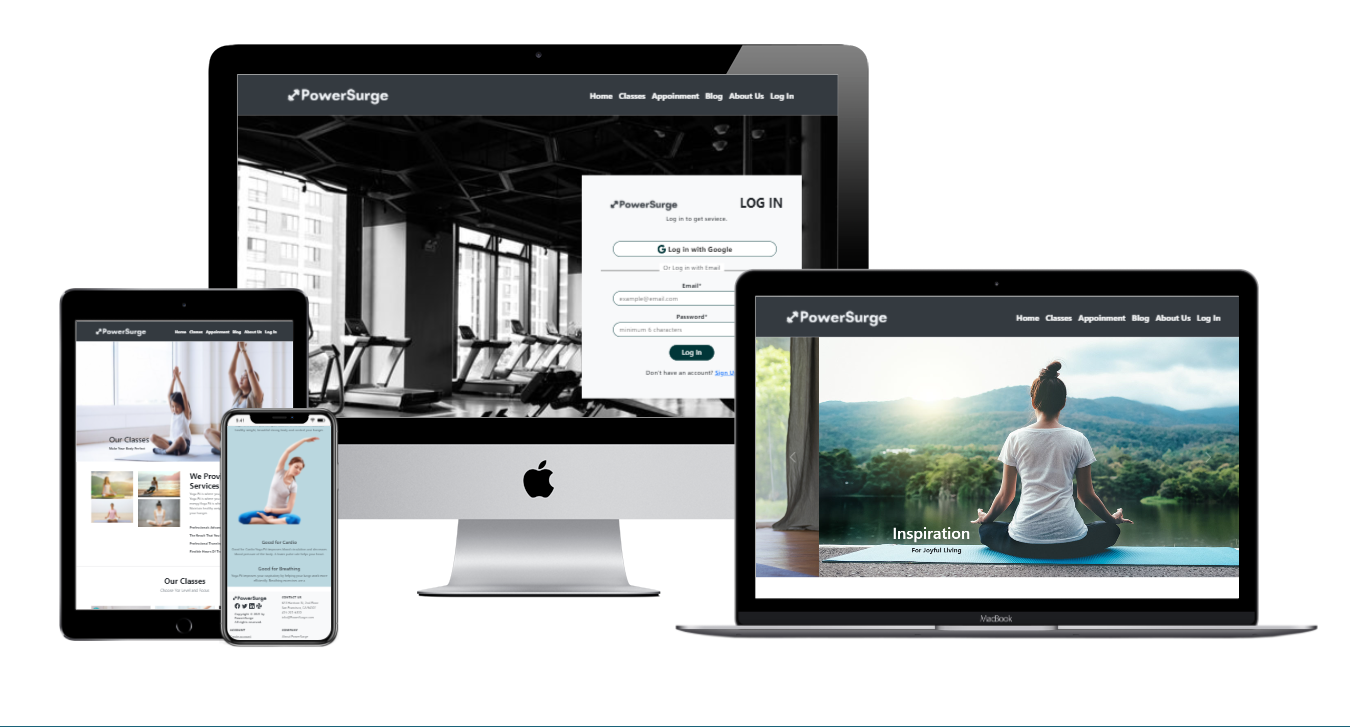 PowerSurge
Home Classes Appoinment Blog About Us Log In
PowerSurge
LOG IN
Log in to get seviece.
G Log in with Google
Or Log in with Email
Email*
example@email.com
Password*
minimum 6 characters
Log In
Don't have an account? Sign U
PowerSurge
Home Classes Appoinment Blog About Us Log In
Our Classes
Make Your Body Perfect
We Prov
Services
Our Classes
9:41
Good for Cardio
Good for Breathing
PowerSurge
CONTACT US
PowerSurge
Home Classes Appoinment Blog About Us Log In
Inspiration
For Joyful Living
MacBook